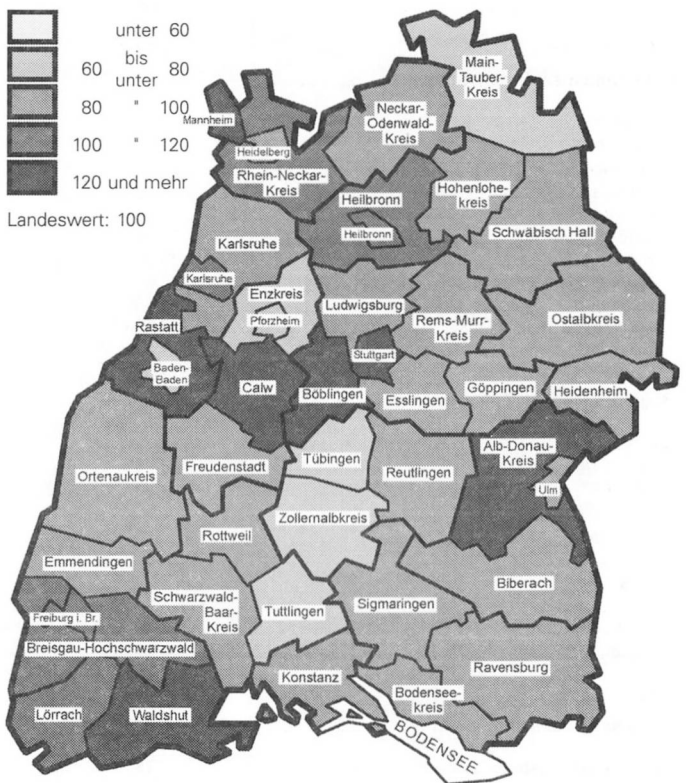 unter 60
60 bis unter 80
80 " 100
100 " 120
120 und mehr
Landeswert: 100
Main-
Tauber-
Kreis
Mannheim
Neckar-
Odenwald-
Kreis
Heidelberg
Rhein-Neckar-
Kreis
Heilbronn
Hohenlohe-
kreis
Heilbronn
Schwäbisch Hall
Karlsruhe
Karlsruhe
Enzkreis
Ludwigsburg
Pforzheim
Rems-Murr-
Kreis
Ostalbkreis
Rastatt
Stuttgart
Baden-
Baden
Calw
Böblingen
Esslingen
Göppingen
Heidenheim
Alb-Donau-
Kreis
Ortenaukreis
Freudenstadt
Tübingen
Reutlingen
Ulm
Zollernalbkreis
Rottweil
Emmendingen
Biberach
Schwarzwald-
Baar-
Kreis
Tuttlingen
Sigmaringen
Freiburg i. Br.
Breisgau-Hochschwarzwald
Ravensburg
Konstanz
Bodensee-
kreis
Lörrach
Waldshut
BODENSEE